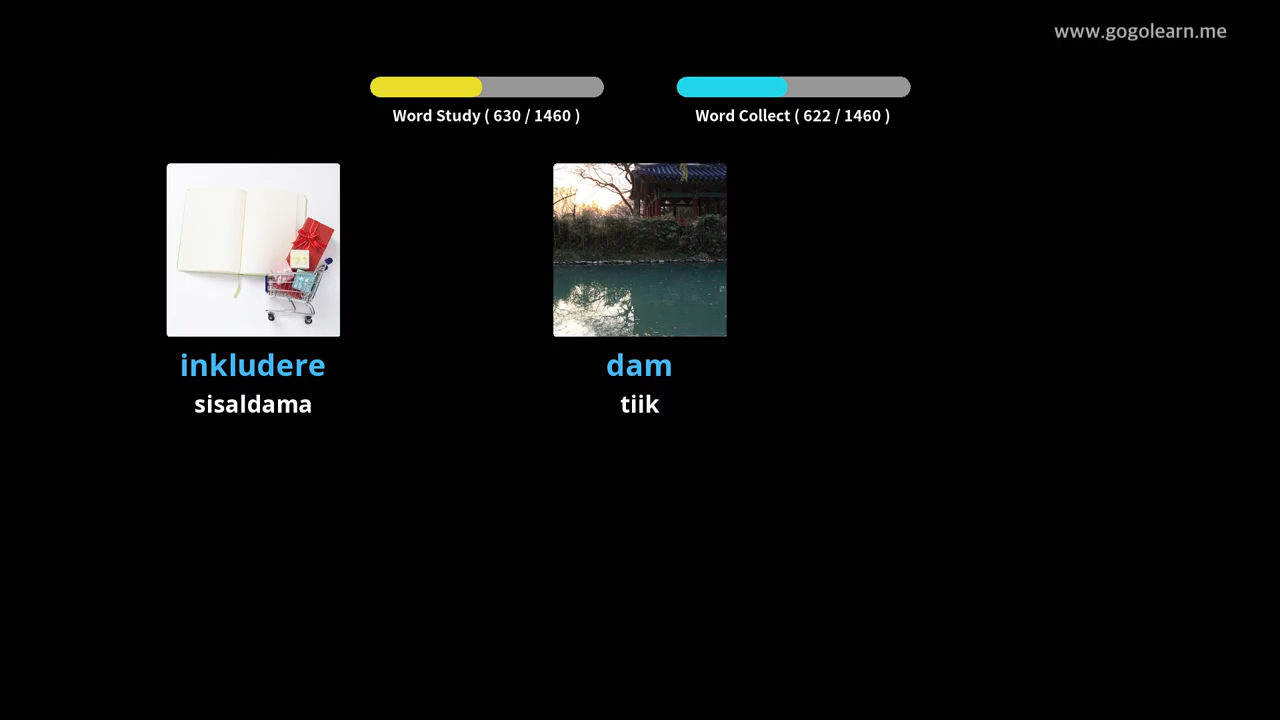 www.gogolearn.me
Word Study ( 630 / 1460 )
Word Collect ( 622 / 1460 )
inkludere
sisaldama
dam
tiik